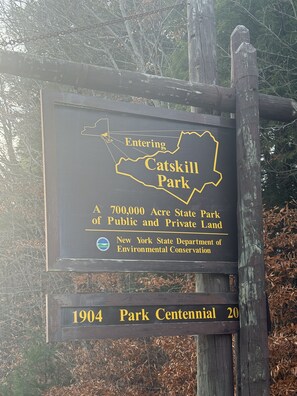 Entering
Catskill
Park
A 700,000 Acre State Park
of Public and Private Land
New York State Department of
Environmental Conservation
1904 Park Centennial 20